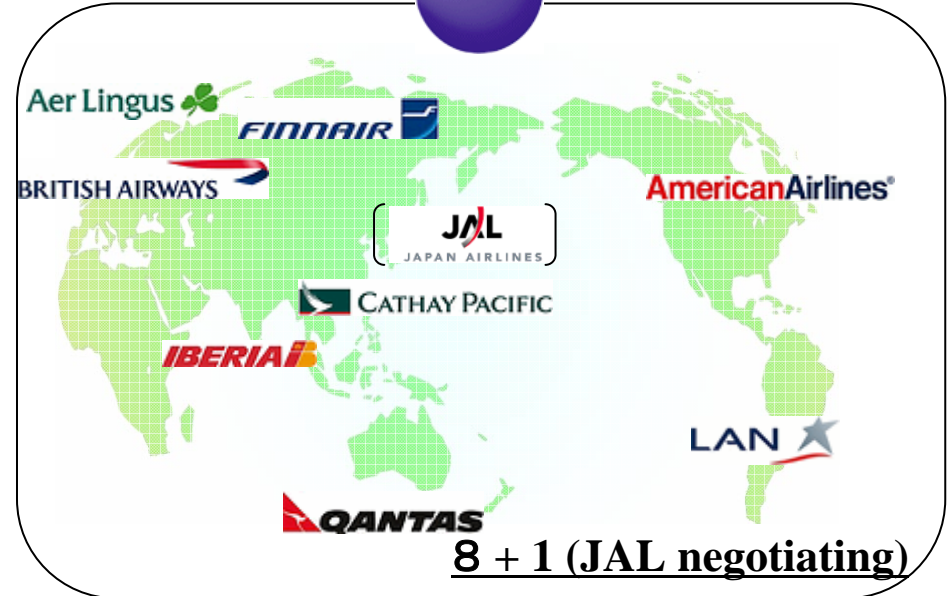 Aer Lingus
FINNAIR
BRITISH AIRWAYS
AmericanAirlines®
JAL
JAPAN AIRLINES
CATHAY PACIFIC
IBERIA
LAN
QANTAS
8 + 1 (JAL negotiating)